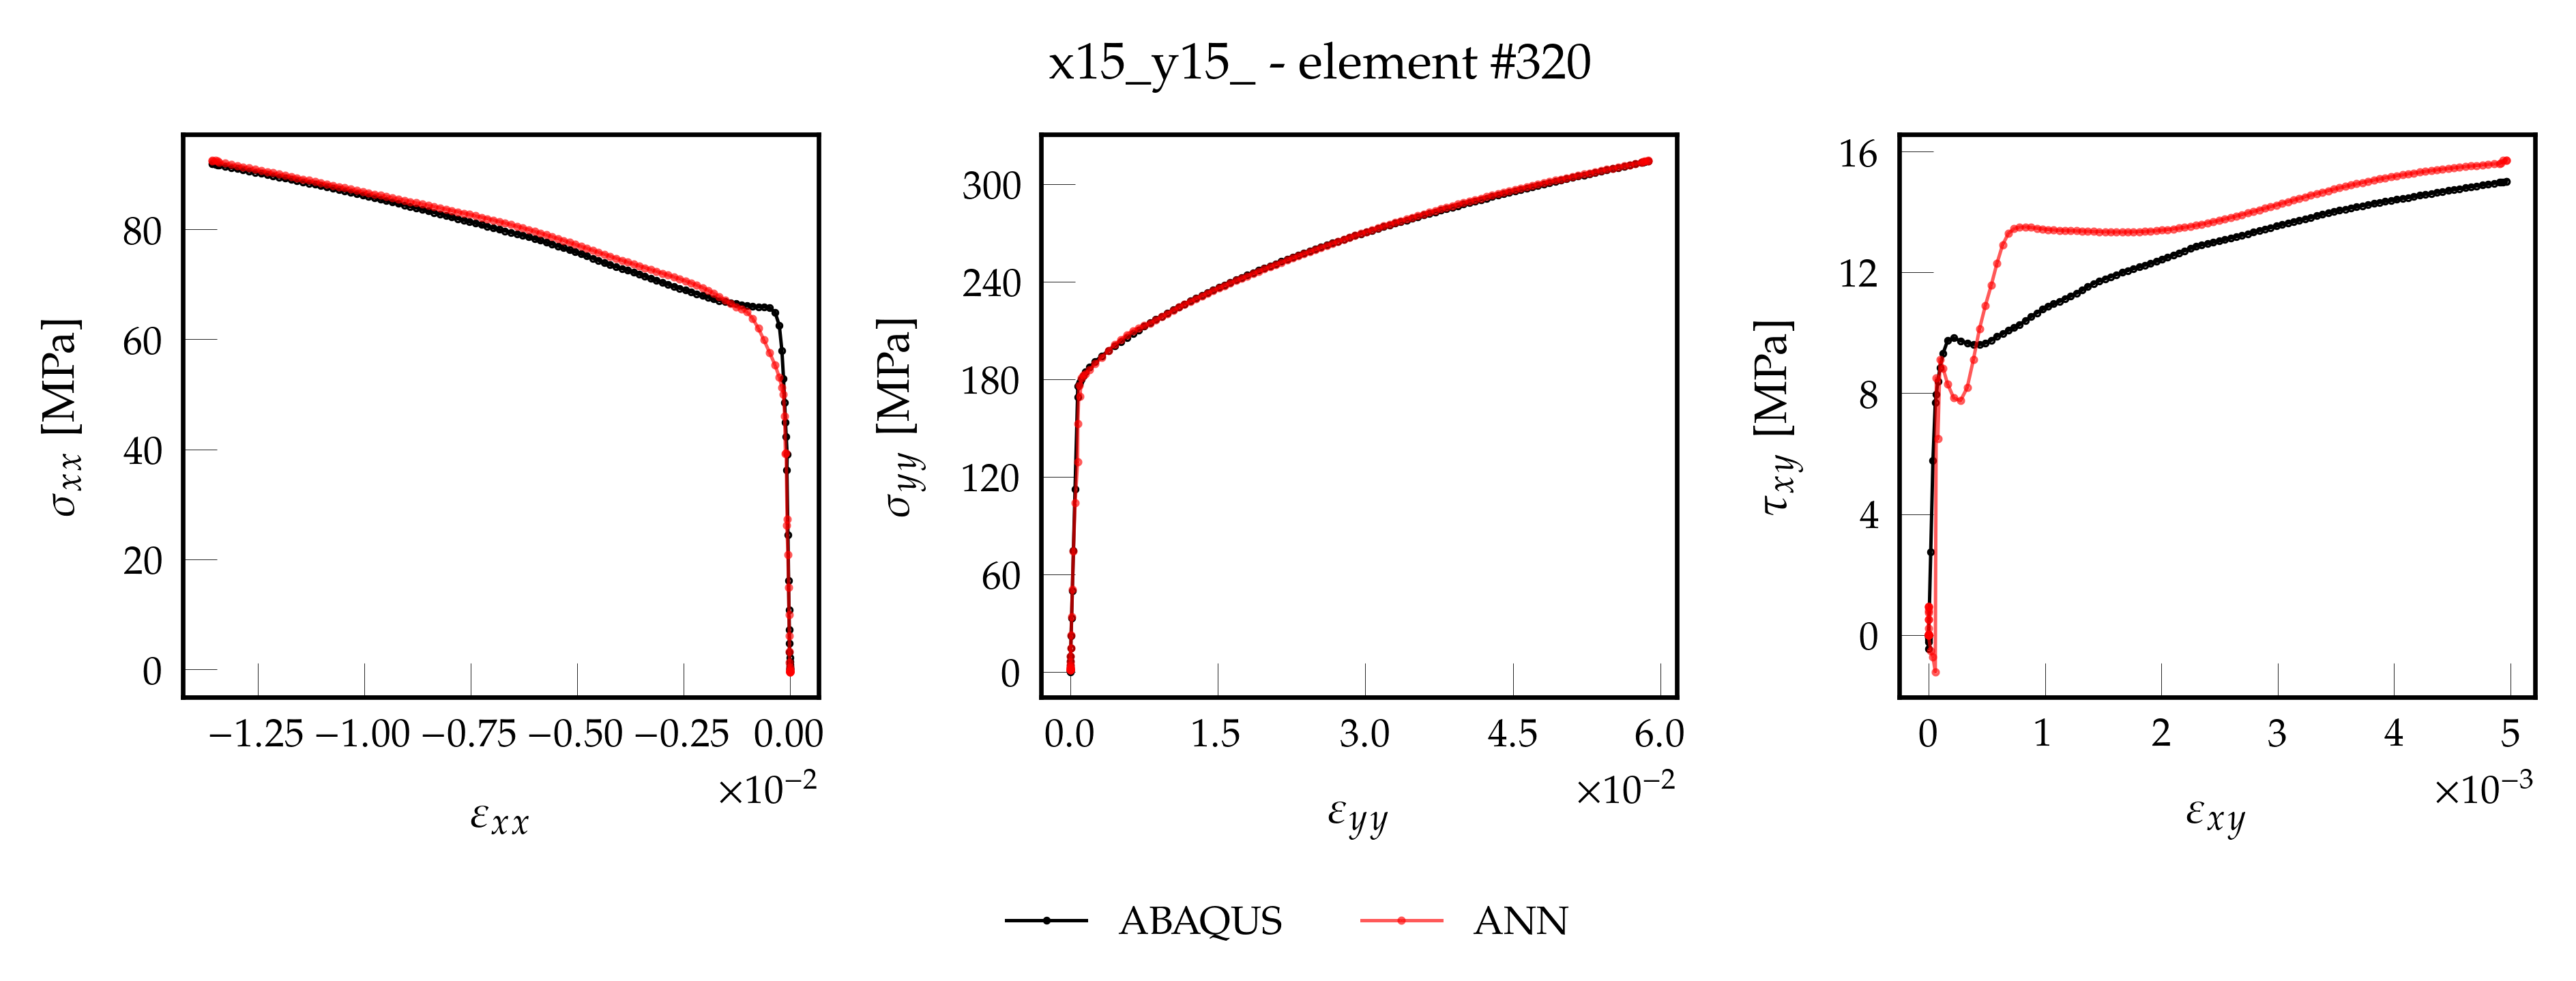 x15_y15_ - element #320
σxx [MPa]
80
60
40
20
0
−1.25 −1.00 −0.75 −0.50 −0.25 0.00
×10−2
εxx
σyy [MPa]
300
240
180
120
60
0
0.0 1.5 3.0 4.5 6.0
×10−2
εyy
τxy [MPa]
16
12
8
4
0
0 1 2 3 4 5
×10−3
εxy
ABAQUS ANN